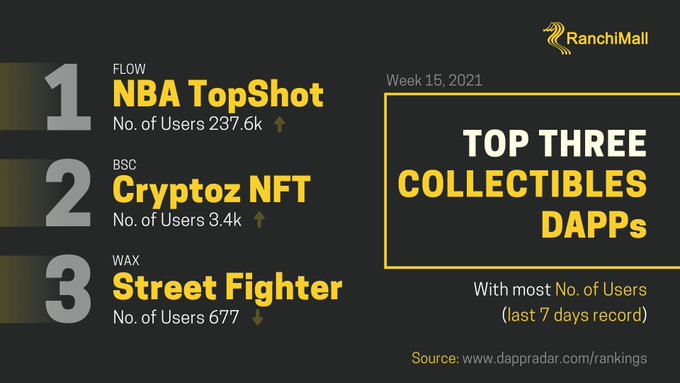 RanchiMall
Week 15, 2021
TOP THREE
COLLECTIBLES
DAPPs
With most No. of Users
(last 7 days record)
1
FLOW
NBA TopShot
No. of Users 237.6k
2
BSC
Cryptoz NFT
No. of Users 3.4k
3
WAX
Street Fighter
No. of Users 677
Source: www.dappradar.com/rankings